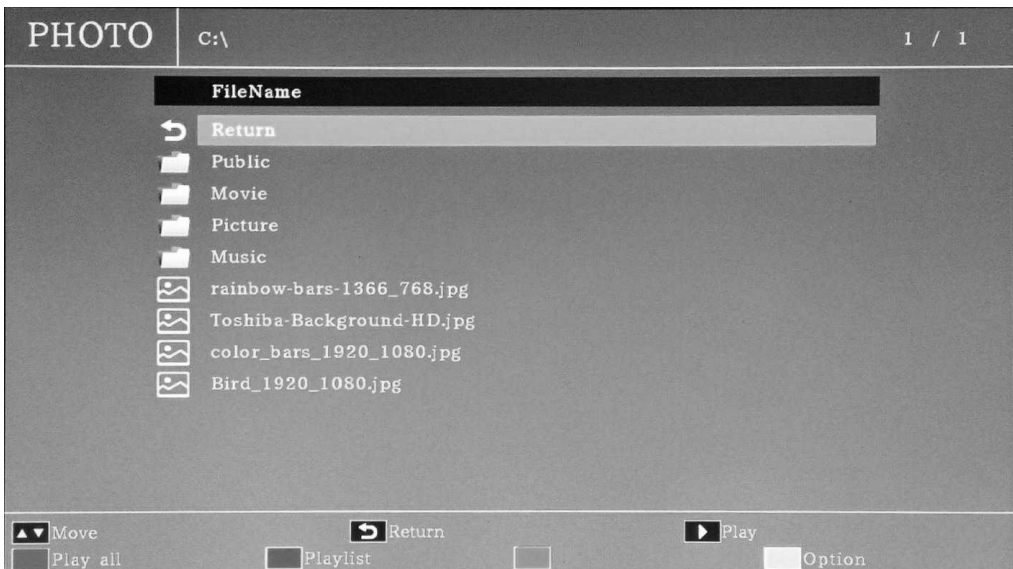 PHOTO C:\ 1 / 1
FileName
Return
Public
Movie
Picture
Music
rainbow-bars-1366_768.jpg
Toshiba-Background-HD.jpg
color_bars_1920_1080.jpg
Bird_1920_1080.jpg
Move Return Play
Play all Playlist Option